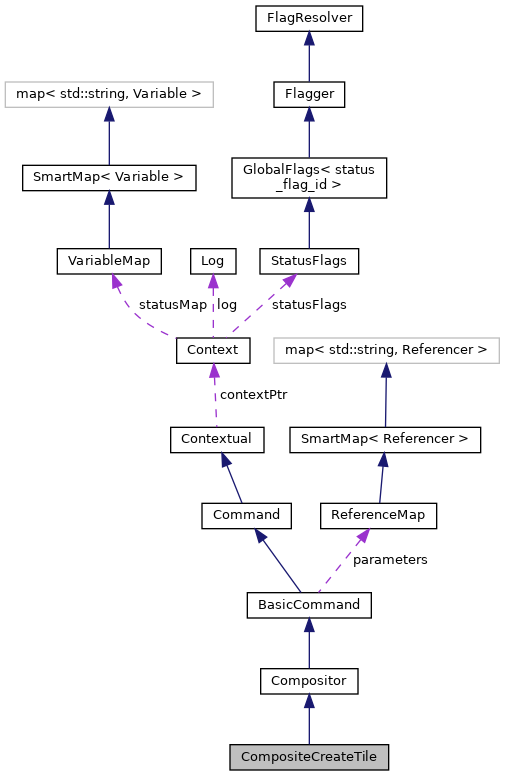 FlagResolver
map< std::string, Variable >
Flagger
SmartMap< Variable >
GlobalFlags< status
_flag_id >
VariableMap
Log
StatusFlags
statusMap
log
statusFlags
Context
map< std::string, Referencer >
contextPtr
Contextual
SmartMap< Referencer >
Command
ReferenceMap
parameters
BasicCommand
Compositor
CompositeCreateTile